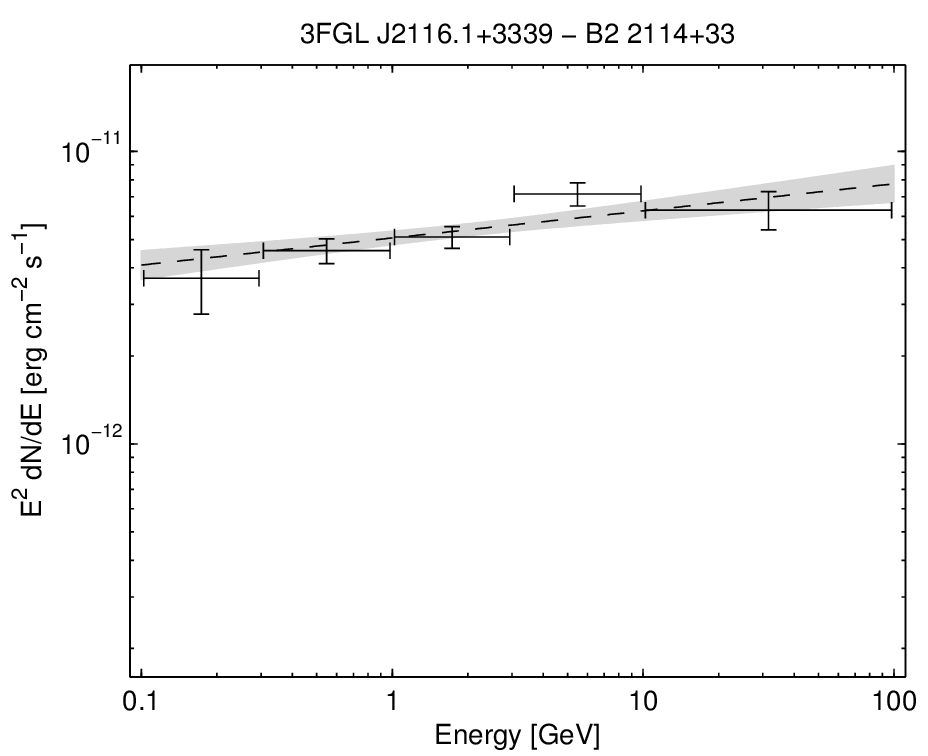 3FGL J2116.1+3339 − B2 2114+33
10⁻¹¹
10⁻¹²
E² dN/dE [erg cm⁻² s⁻¹]
0.1 1 10 100
Energy [GeV]